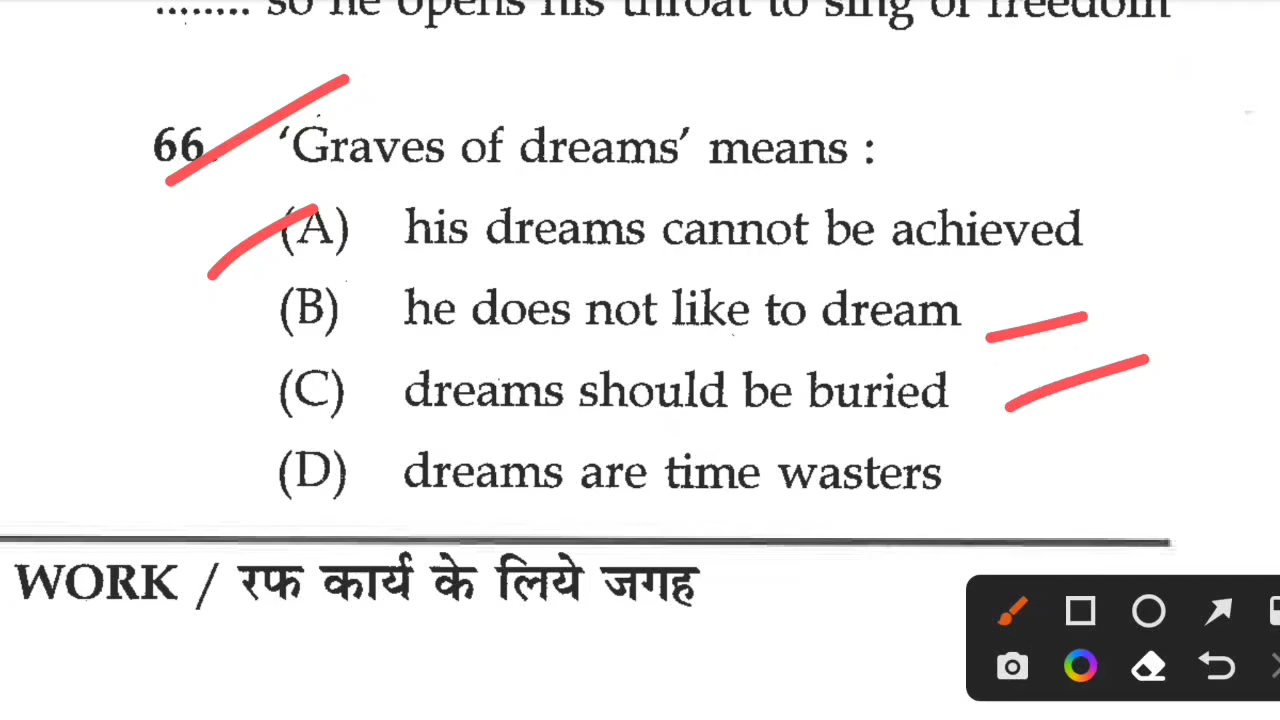 ........ so he opens his throat to sing of freedom
66. 'Graves of dreams' means :
(A) his dreams cannot be achieved
(B) he does not like to dream
(C) dreams should be buried
(D) dreams are time wasters
WORK / रफ कार्य के लिये जगह